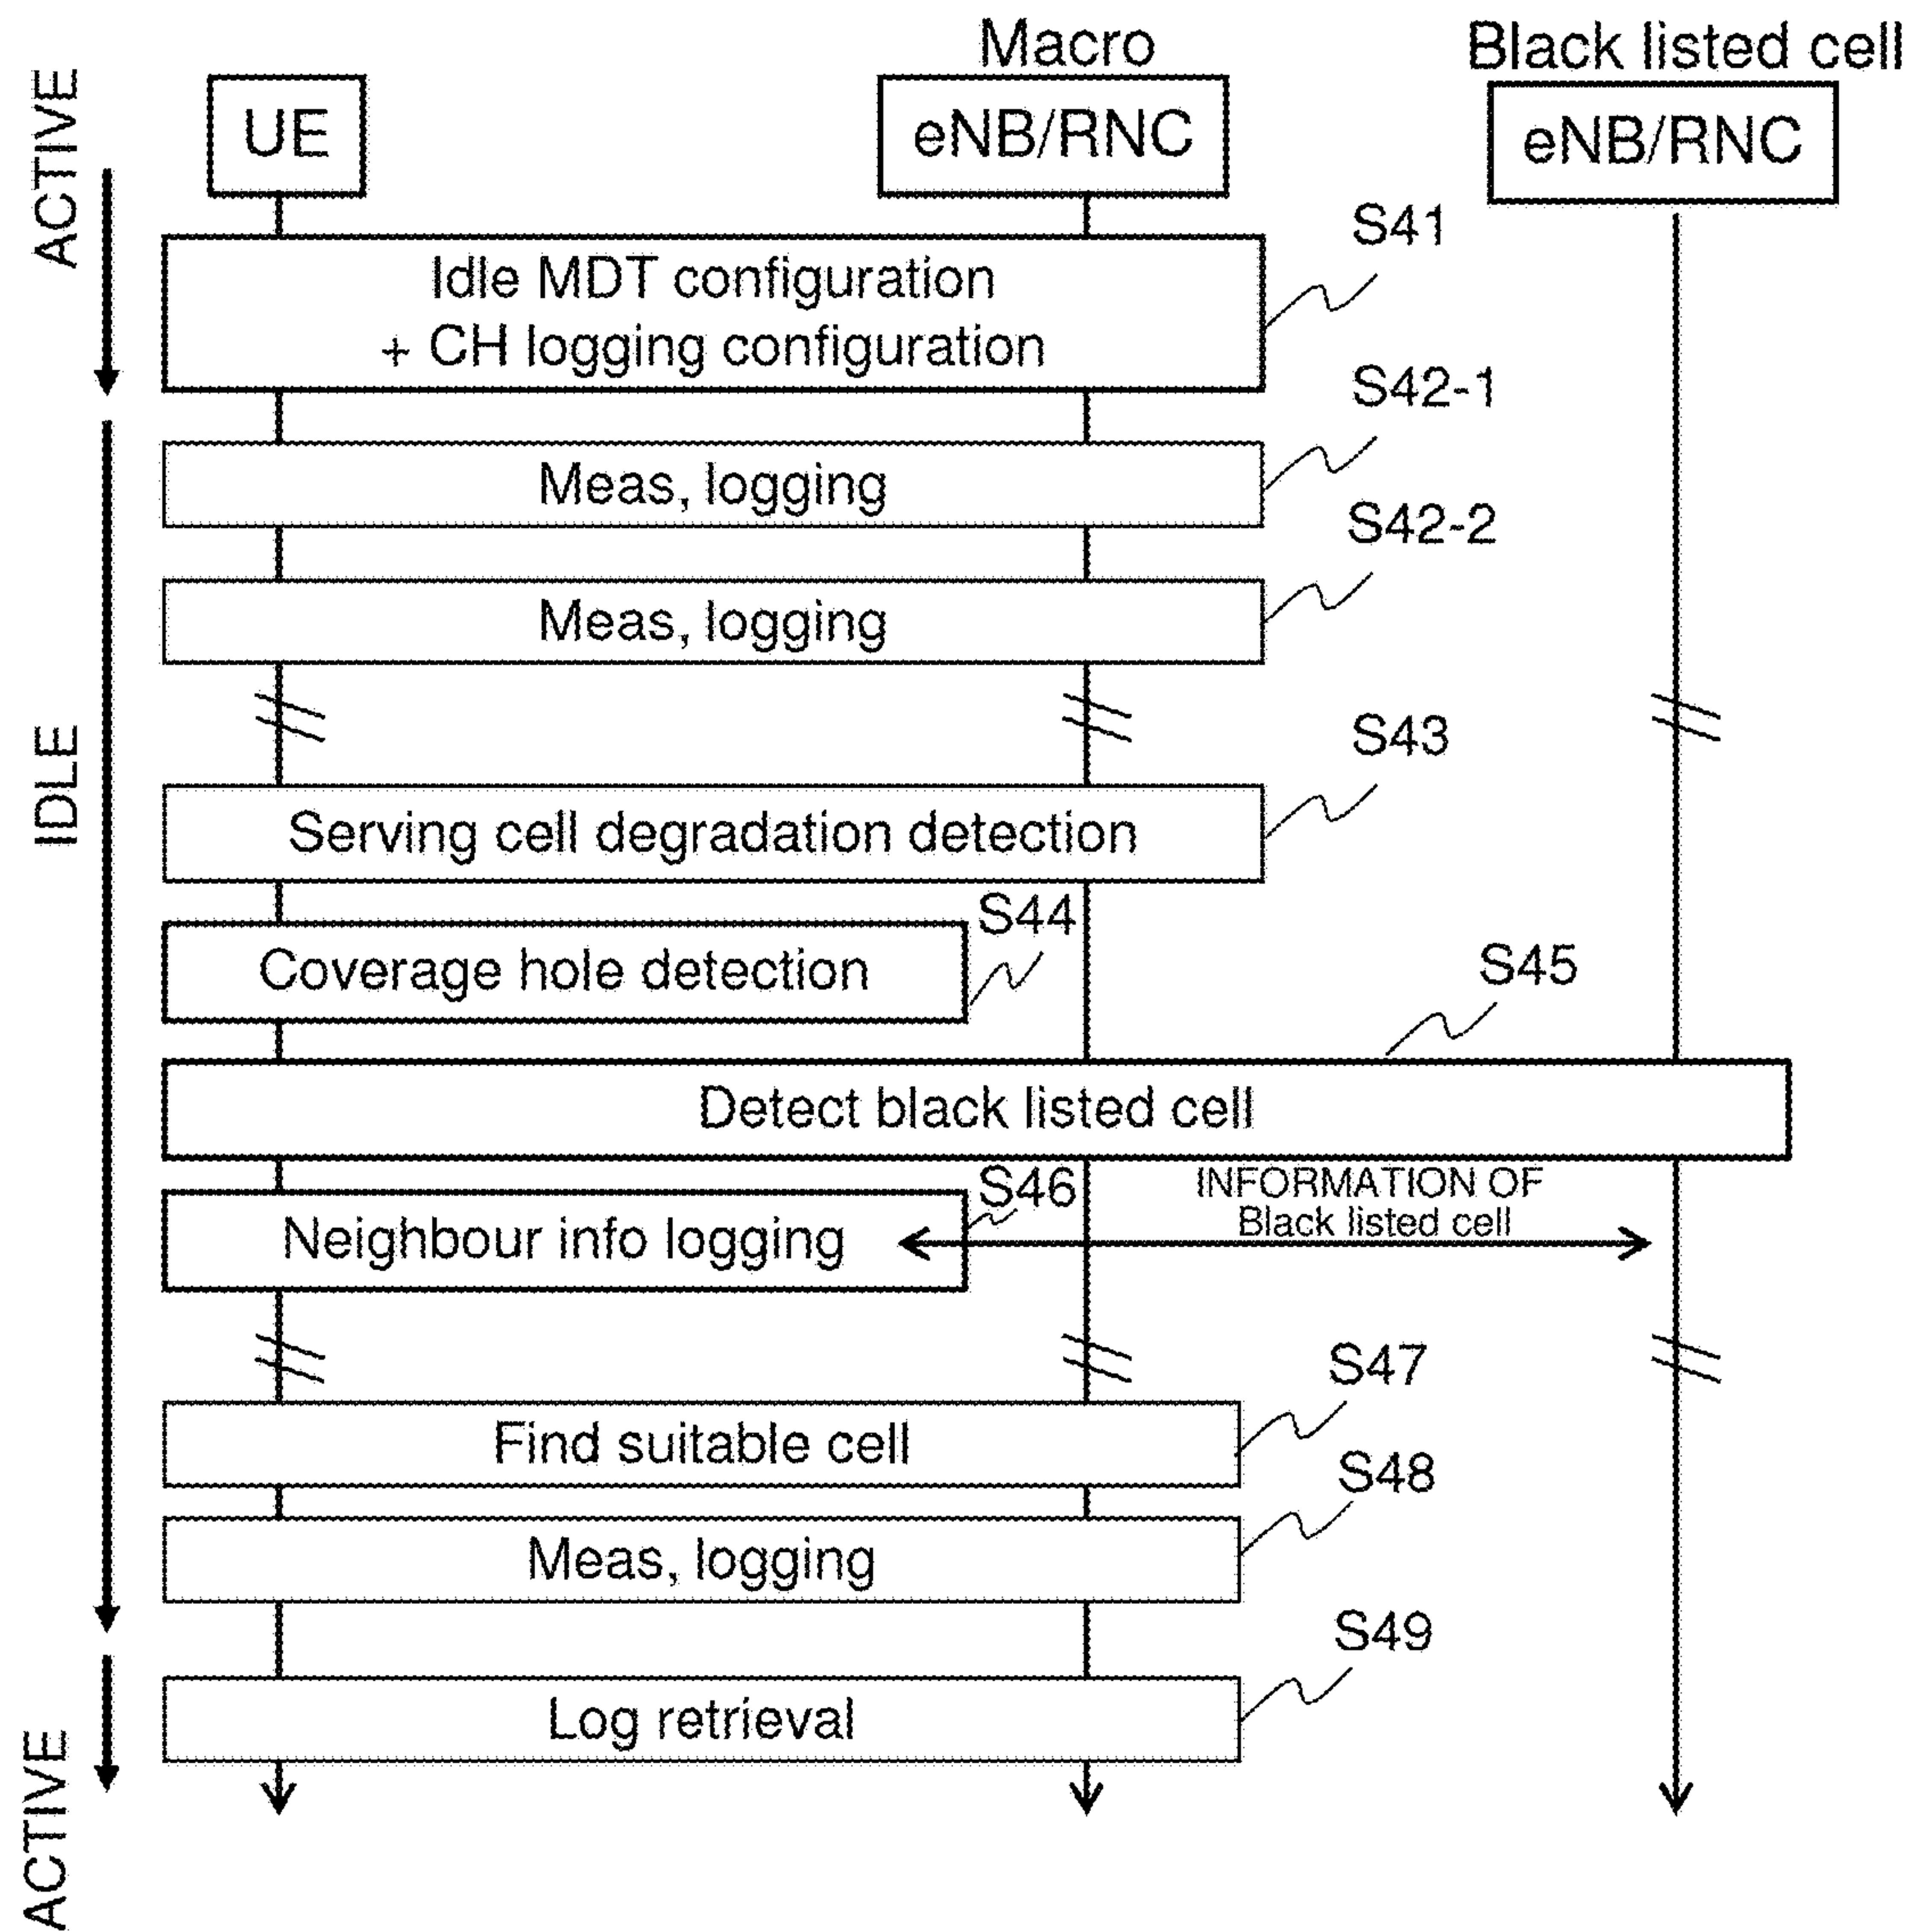 Macro
Black listed cell
ACTIVE
UE
eNB/RNC
eNB/RNC
S41
Idle MDT configuration
+ CH logging configuration
S42-1
Meas, logging
S42-2
Meas, logging
IDLE
S43
Serving cell degradation detection
S44
Coverage hole detection
S45
Detect black listed cell
S46
INFORMATION OF
Black listed cell
Neighbour info logging
S47
Find suitable cell
S48
Meas, logging
S49
Log retrieval
ACTIVE